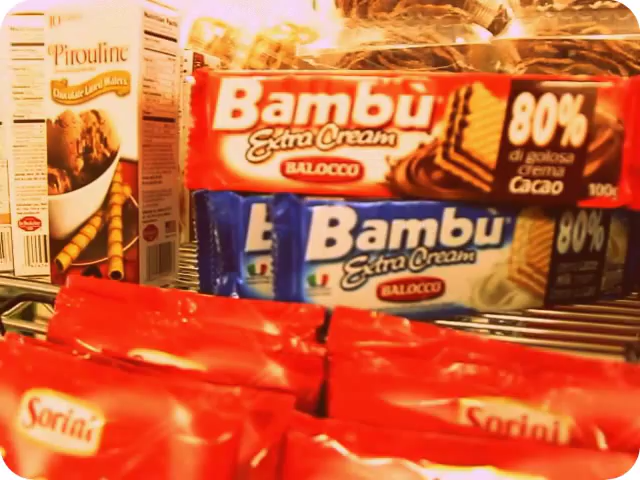 Pirouline
Chocolate Lined Wafers
Bambù
Extra Cream
BALOCCO
80%
di golosa
crema
Cacao
100g
B
Bambù
Extra Cream
BALOCCO
80%
Sorini
Sorini